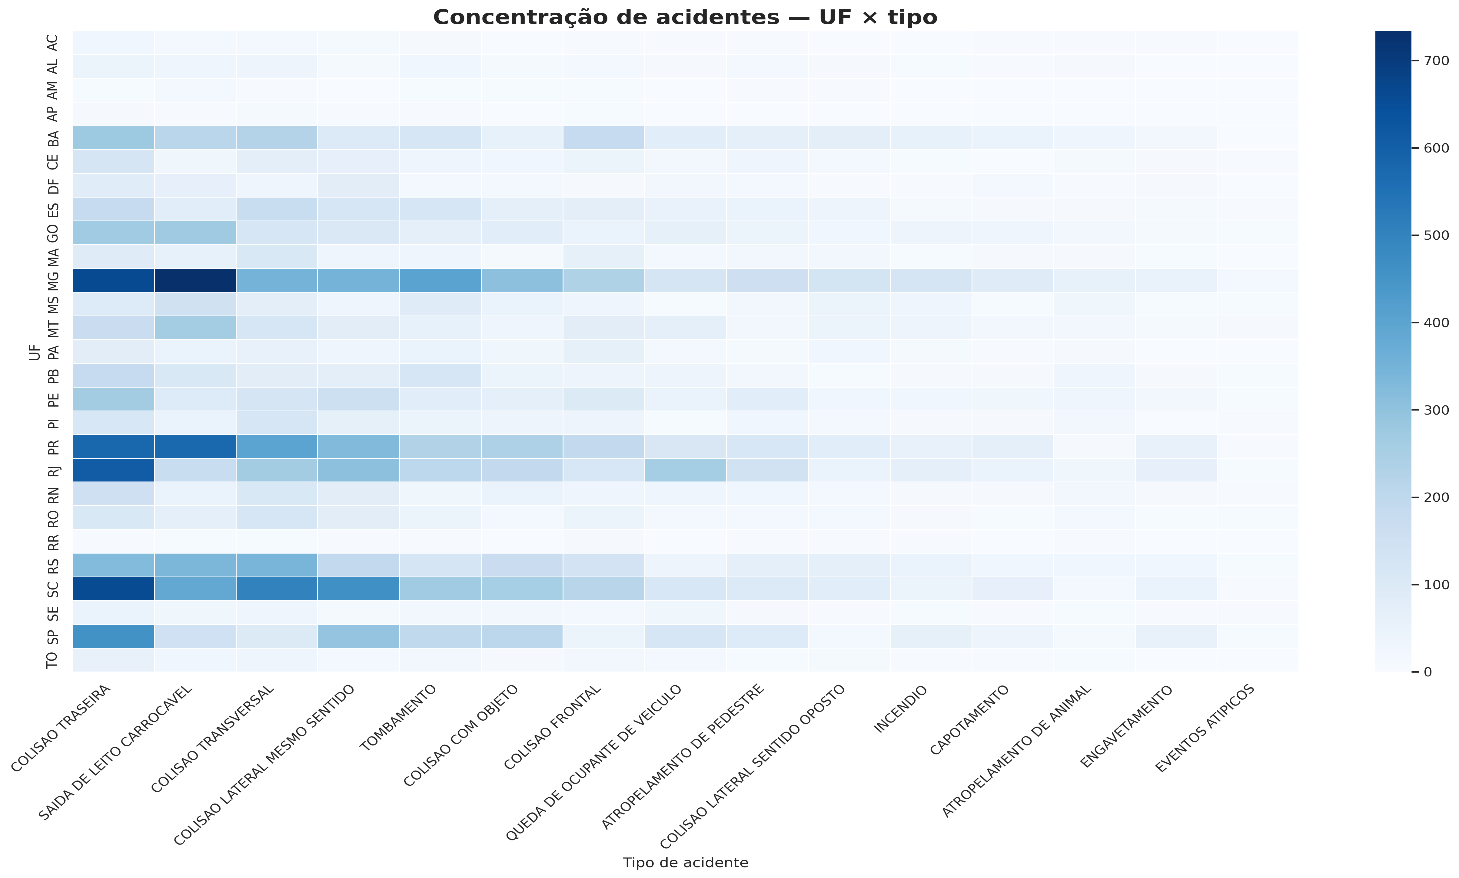 Concentração de acidentes — UF × tipo
UF
AC
AL
AM
AP
BA
CE
DF
ES
GO
MA
MG
MS
MT
PA
PB
PE
PI
PR
RJ
RN
RO
RR
RS
SC
SE
SP
TO
COLISAO TRASEIRA
SAIDA DE LEITO CARROCAVEL
COLISAO TRANSVERSAL
COLISAO LATERAL MESMO SENTIDO
TOMBAMENTO
COLISAO COM OBJETO
COLISAO FRONTAL
QUEDA DE OCUPANTE DE VEICULO
ATROPELAMENTO DE PEDESTRE
COLISAO LATERAL SENTIDO OPOSTO
INCENDIO
CAPOTAMENTO
ATROPELAMENTO DE ANIMAL
ENGAVETAMENTO
EVENTOS ATIPICOS
Tipo de acidente
700
600
500
400
300
200
100
0